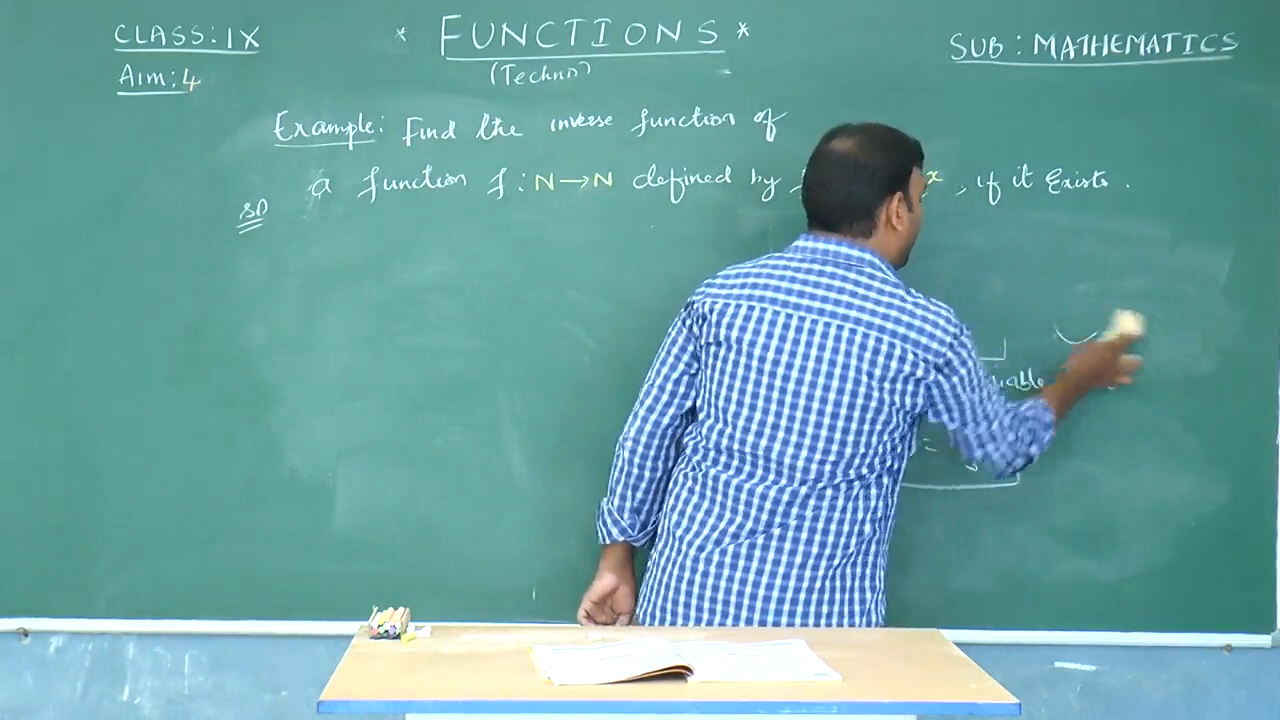 CLASS: IX
* FUNCTIONS *
SUB : MATHEMATICS
(Techno)
Aim: 4
Example: Find the inverse function of
a function f : N → N defined by x , if it Exists .
Sol
=